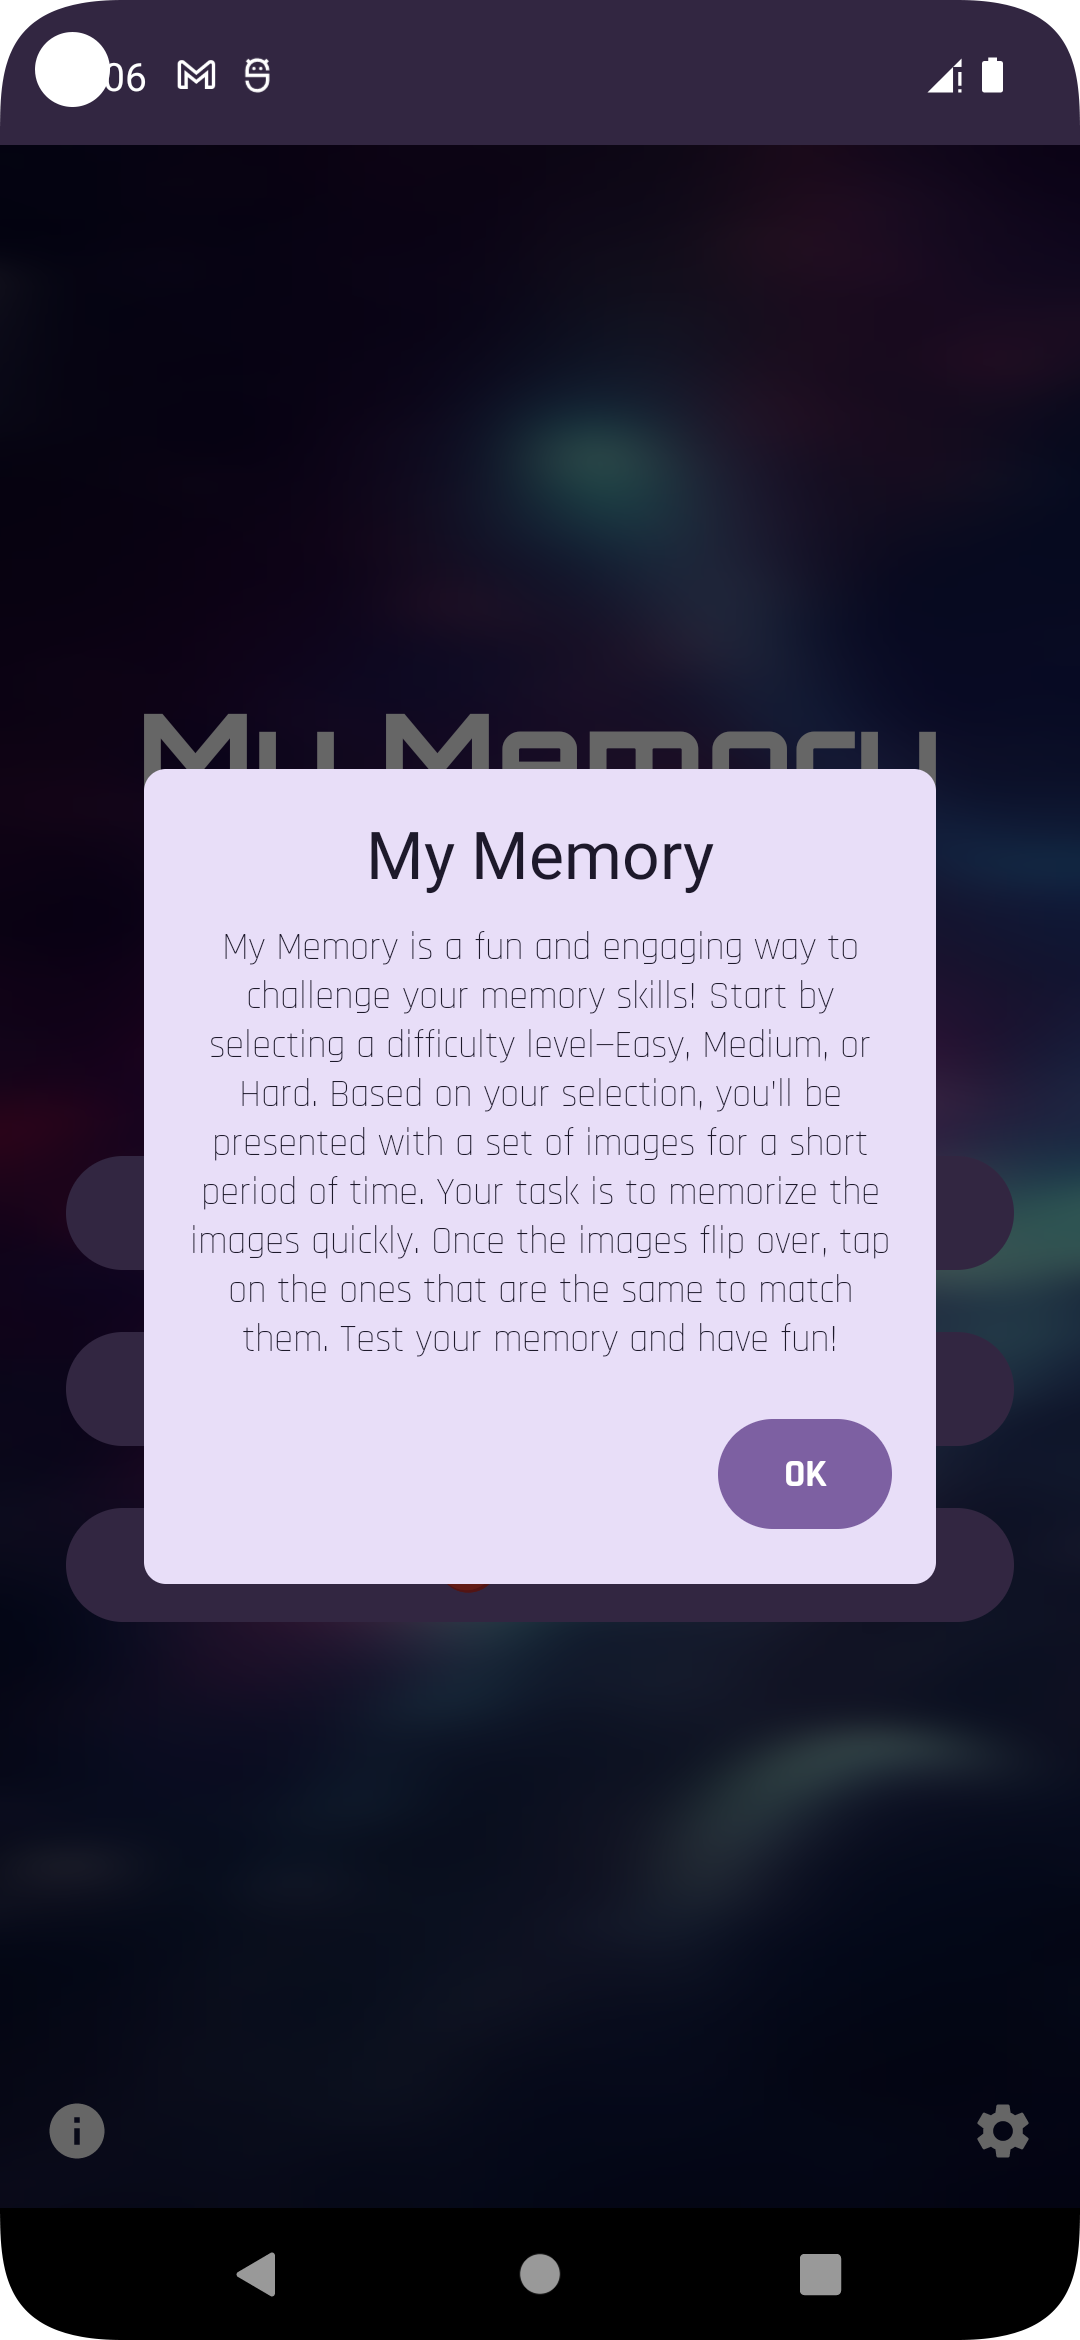 06
My Memory
My Memory
My Memory is a fun and engaging way to
challenge your memory skills! Start by
selecting a difficulty level—Easy, Medium, or
Hard. Based on your selection, you'll be
presented with a set of images for a short
period of time. Your task is to memorize the
images quickly. Once the images flip over, tap
on the ones that are the same to match
them. Test your memory and have fun!
OK